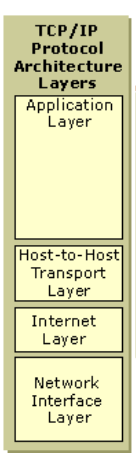 TCP/IP
Protocol
Architecture
Layers
Application
Layer
Host-to-Host
Transport
Layer
Internet
Layer
Network
Interface
Layer